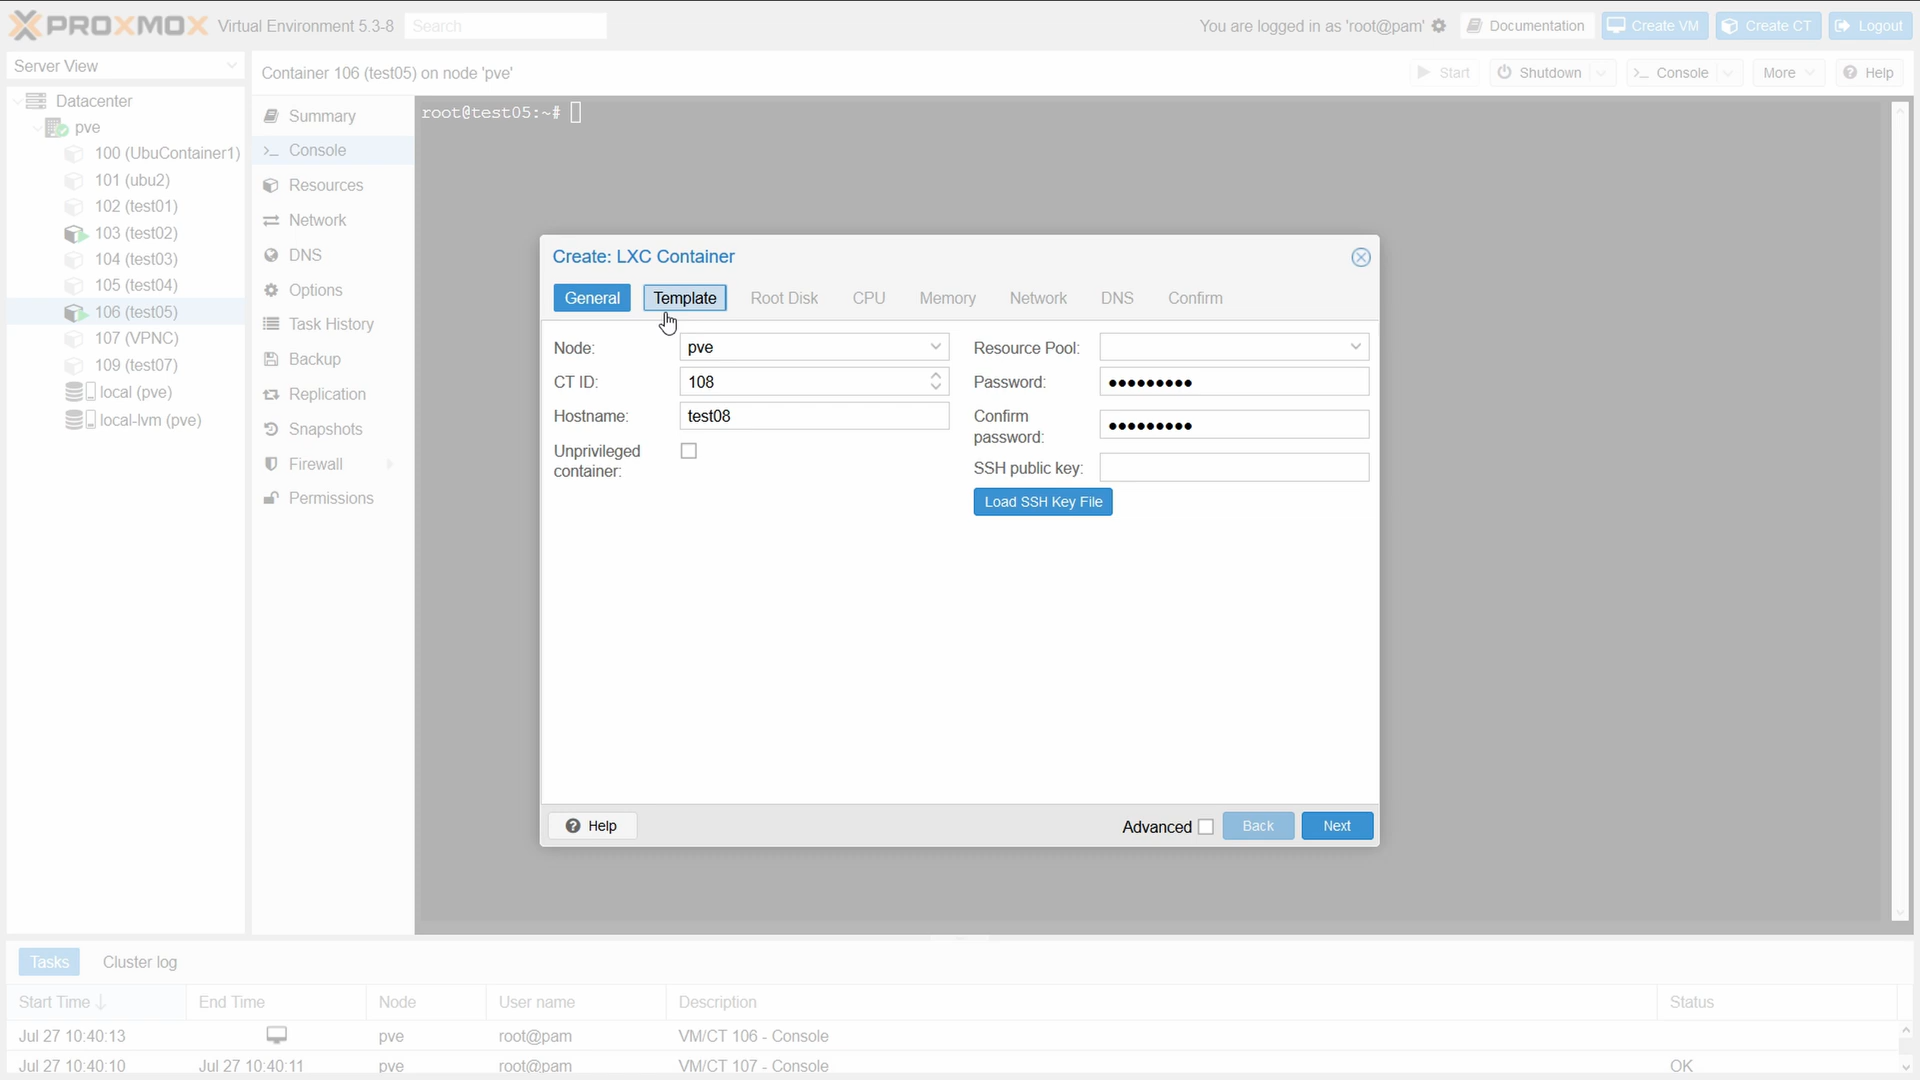 PROXMOX Virtual Environment 5.3-8 Search You are logged in as 'root@pam' Documentation Create VM Create CT Logout
Server View
Container 106 (test05) on node 'pve' Start Shutdown Console More Help
Datacenter
pve
100 (UbuContainer1)
101 (ubu2)
102 (test01)
103 (test02)
104 (test03)
105 (test04)
106 (test05)
107 (VPNC)
109 (test07)
local (pve)
local-lvm (pve)
Summary
>_ Console
Resources
Network
DNS
Options
Task History
Backup
Replication
Snapshots
Firewall
Permissions
root@test05:~#
Create: LXC Container
General Template Root Disk CPU Memory Network DNS Confirm
Node: pve
CT ID: 108
Hostname: test08
Unprivileged
container:
Resource Pool:
Password: •••••••••
Confirm
password: •••••••••
SSH public key:
Load SSH Key File
Help Advanced Back Next
Tasks Cluster log
Start Time End Time Node User name Description Status
Jul 27 10:40:13 pve root@pam VM/CT 106 - Console
Jul 27 10:40:10 Jul 27 10:40:11 pve root@pam VM/CT 107 - Console OK